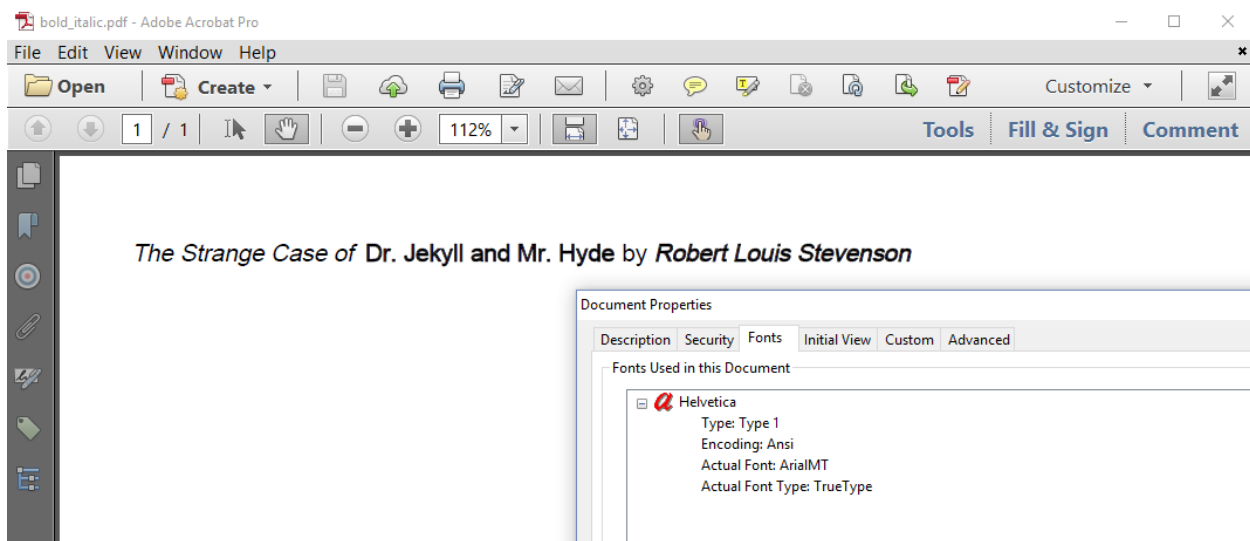 bold_italic.pdf - Adobe Acrobat Pro
File Edit View Window Help
Open Create Customize
1 / 1 112% Tools Fill & Sign Comment
The Strange Case of Dr. Jekyll and Mr. Hyde by Robert Louis Stevenson
Document Properties
Description Security Fonts Initial View Custom Advanced
Fonts Used in this Document
Helvetica
Type: Type 1
Encoding: Ansi
Actual Font: ArialMT
Actual Font Type: TrueType